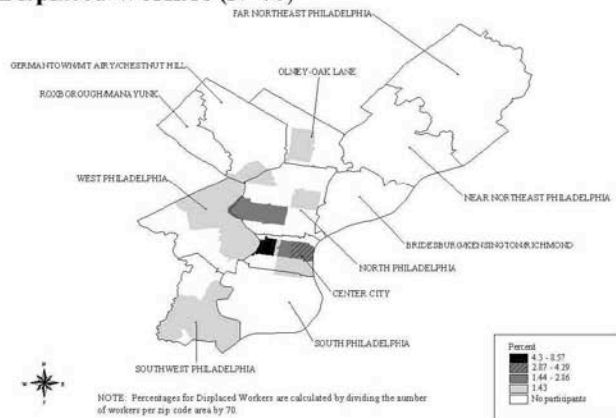 FAR NORTHEAST PHILADELPHIA
GERMANTOWN/MT AIRY/CHESTNUT HILL
OLNEY-OAK LANE
ROXBOROUGH/MANAYUNK
WEST PHILADELPHIA
NEAR NORTHEAST PHILADELPHIA
BRIDESBURG/KENSINGTON/RICHMOND
NORTH PHILADELPHIA
CENTER CITY
SOUTH PHILADELPHIA
SOUTHWEST PHILADELPHIA
Percent
4.3 - 8.57
2.87 - 4.29
1.44 - 2.86
1.43
No participants
NOTE: Percentages for Displaced Workers are calculated by dividing the number
of workers per zip code area by 70.